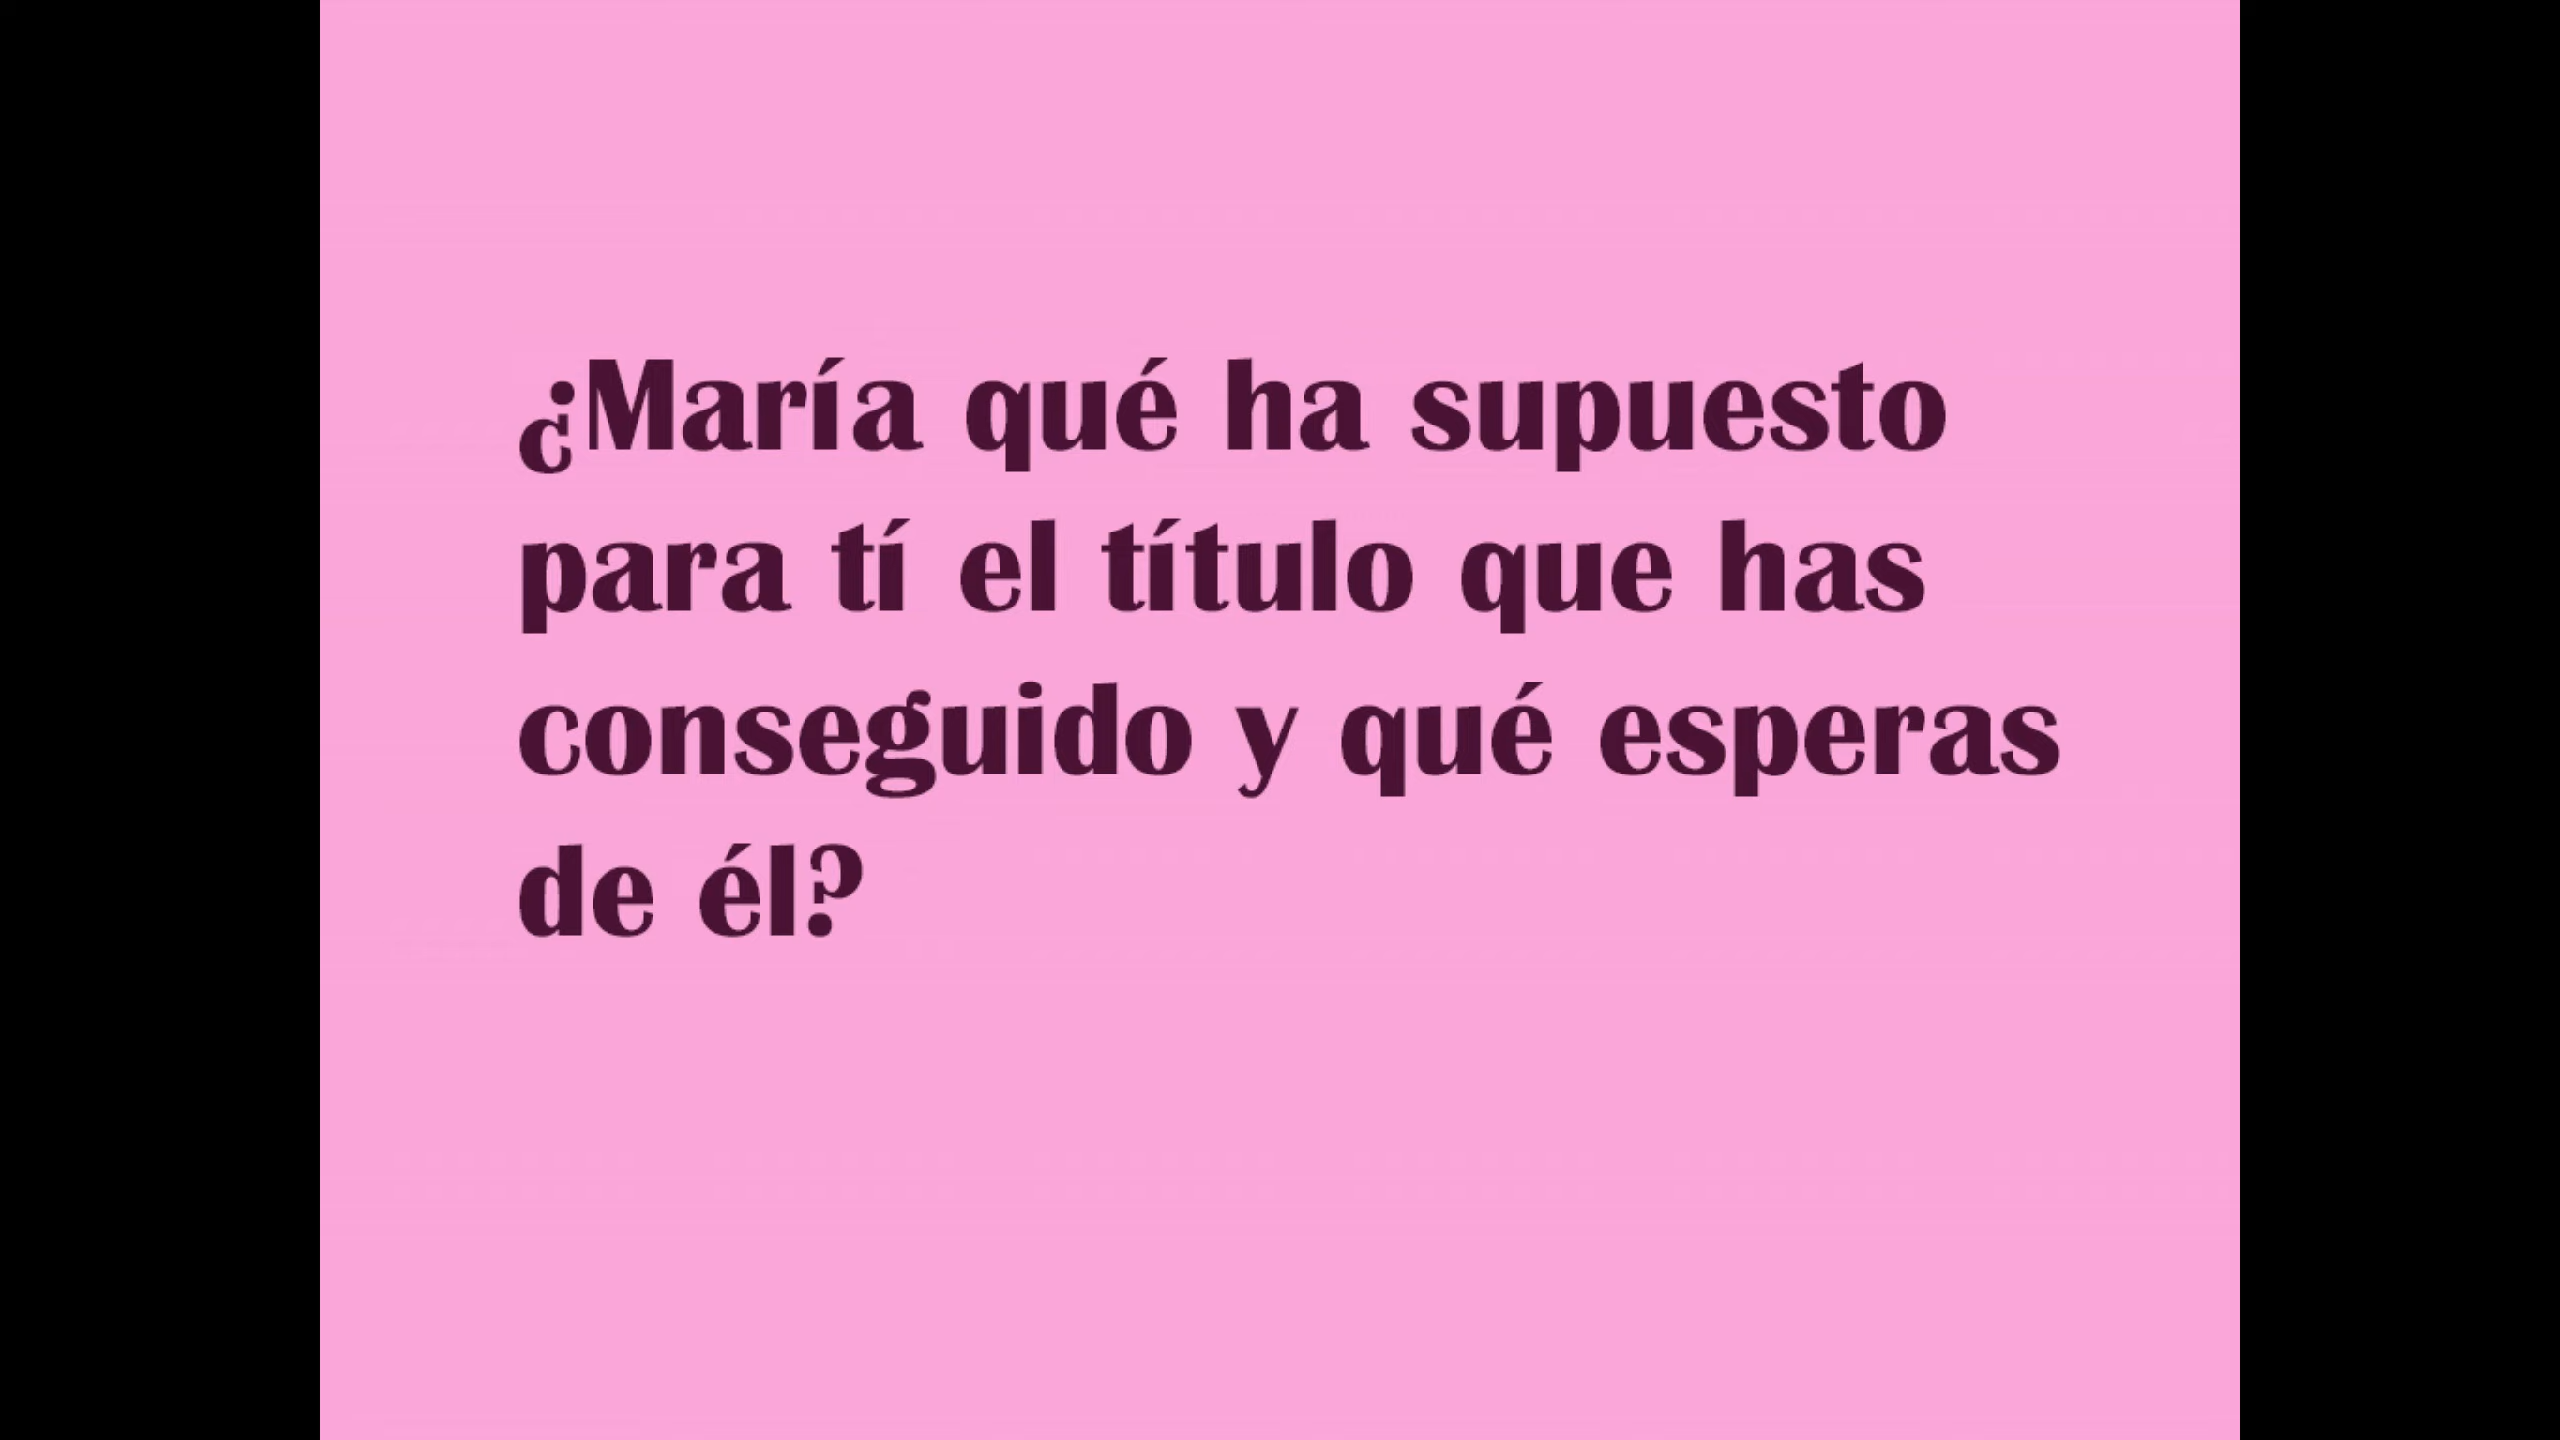 ¿María qué ha supuesto
para tí el título que has
conseguido y qué esperas
de él?